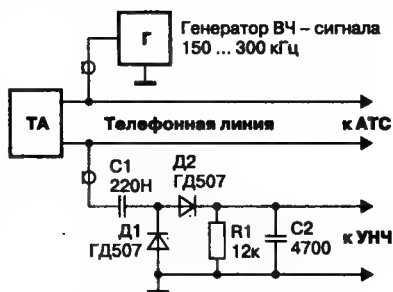 Г
Генератор ВЧ – сигнала
150 ... 300 кГц
ТА
Телефонная линия
к АТС
С1
220Н
Д2
ГД507
Д1
ГД507
R1
12к
С2
4700
к УНЧ